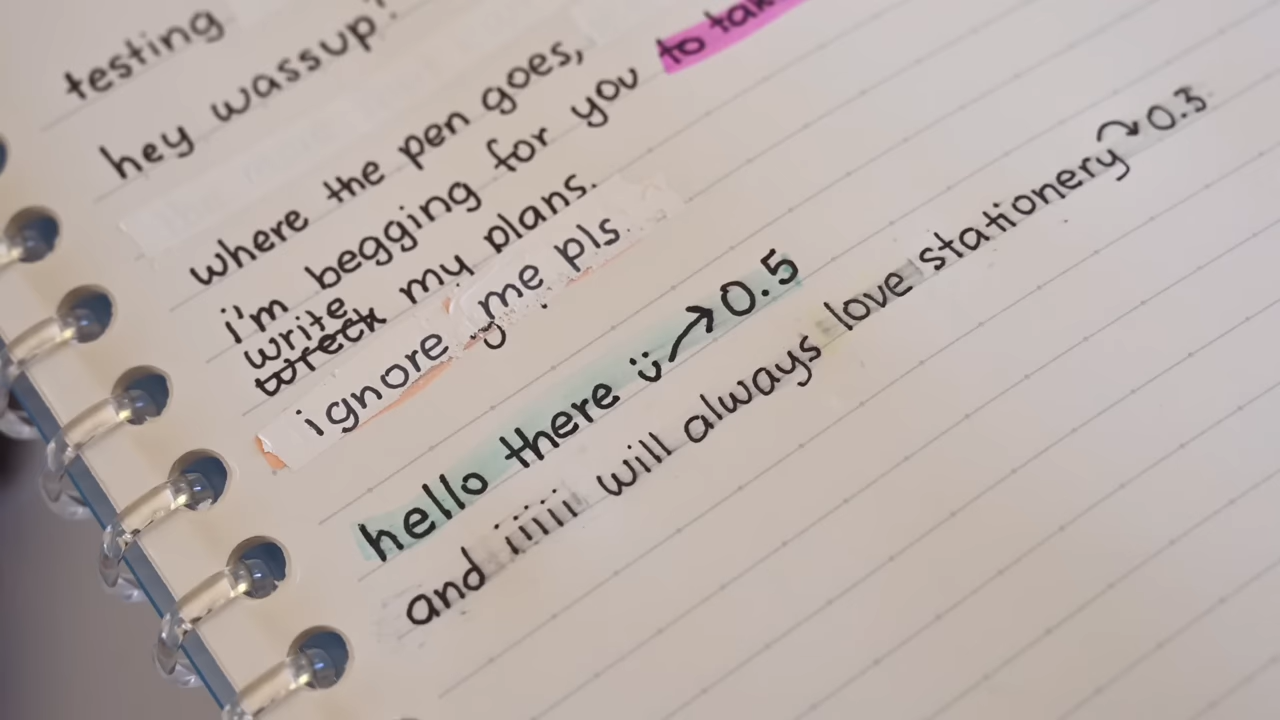 testing
hey wassup?
where the pen goes,
i'm begging for you to tak
write
wreck my plans.
ignore me pls
hello there ü → 0.5
and iiiii will always love stationery → 0.3